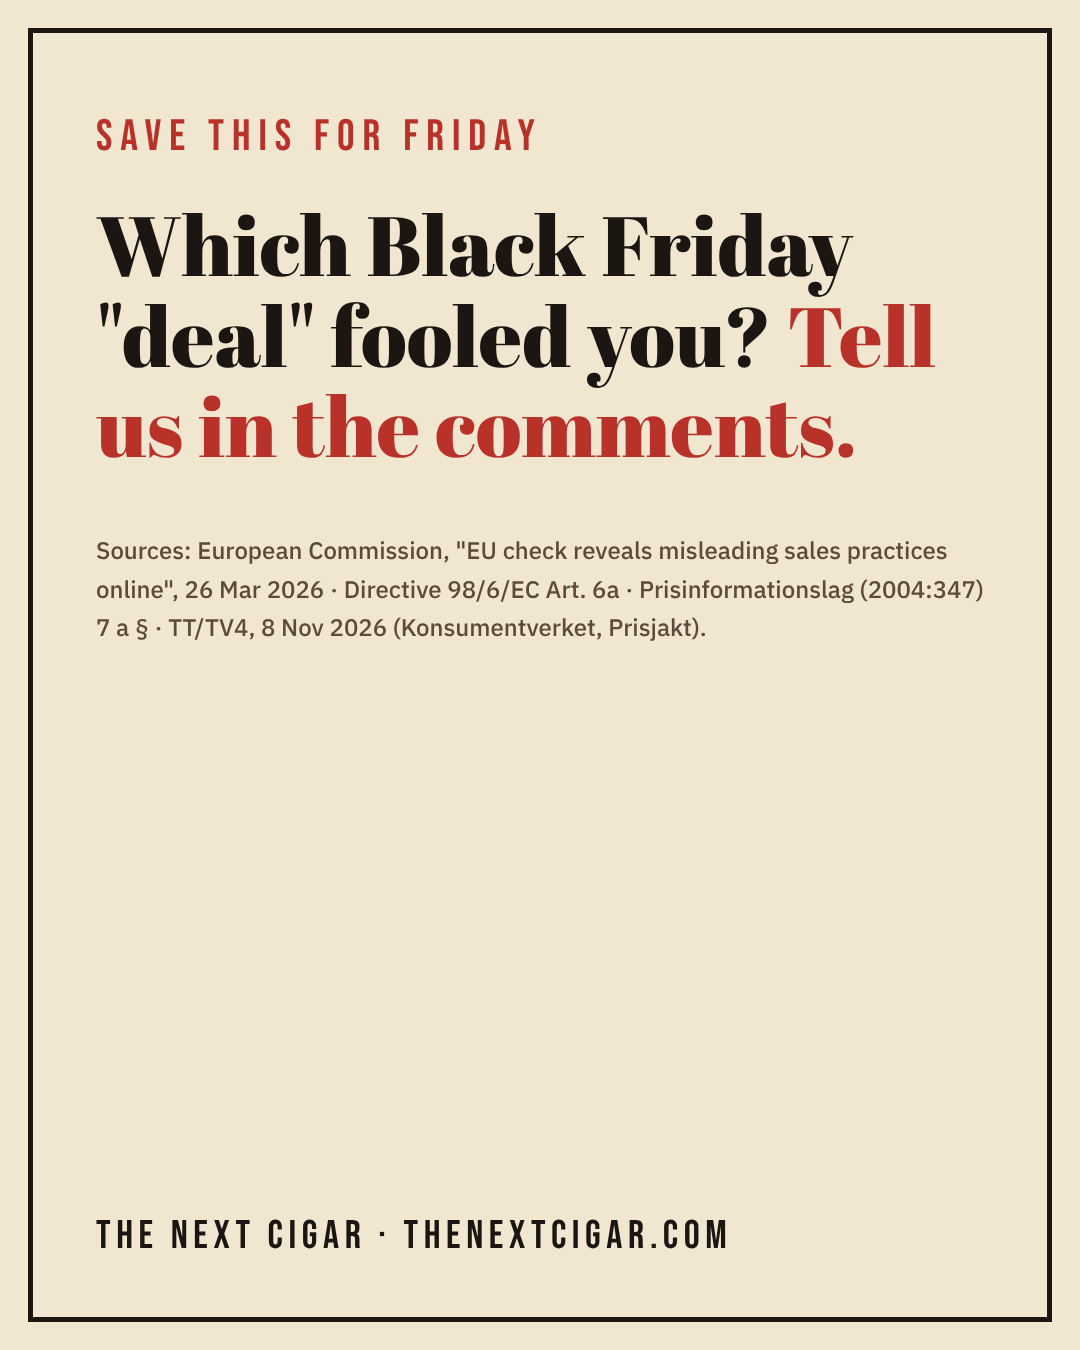 SAVE THIS FOR FRIDAY
Which Black Friday
"deal" fooled you? Tell
us in the comments.
Sources: European Commission, "EU check reveals misleading sales practices
online", 26 Mar 2026 · Directive 98/6/EC Art. 6a · Prisinformationslag (2004:347)
7 a § · TT/TV4, 8 Nov 2026 (Konsumentverket, Prisjakt).
THE NEXT CIGAR · THENEXTCIGAR.COM